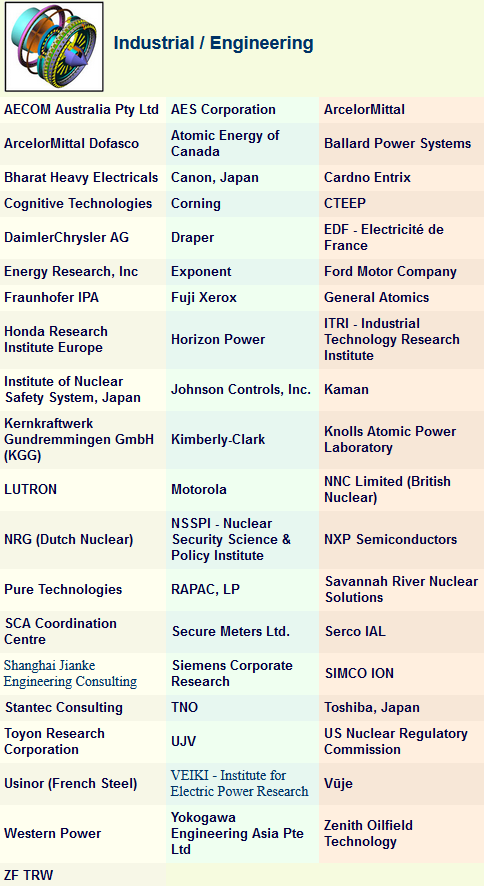 Industrial / Engineering
AECOM Australia Pty Ltd
AES Corporation
ArcelorMittal
ArcelorMittal Dofasco
Atomic Energy of
Canada
Ballard Power Systems
Bharat Heavy Electricals
Canon, Japan
Cardno Entrix
Cognitive Technologies
Corning
CTEEP
DaimlerChrysler AG
Draper
EDF - Electricité de
France
Energy Research, Inc
Exponent
Ford Motor Company
Fraunhofer IPA
Fuji Xerox
General Atomics
Honda Research
Institute Europe
Horizon Power
ITRI - Industrial
Technology Research
Institute
Institute of Nuclear
Safety System, Japan
Johnson Controls, Inc.
Kaman
Kernkraftwerk
Gundremmingen GmbH
(KGG)
Kimberly-Clark
Knolls Atomic Power
Laboratory
LUTRON
Motorola
NNC Limited (British
Nuclear)
NRG (Dutch Nuclear)
NSSPI - Nuclear
Security Science &
Policy Institute
NXP Semiconductors
Pure Technologies
RAPAC, LP
Savannah River Nuclear
Solutions
SCA Coordination
Centre
Secure Meters Ltd.
Serco IAL
Shanghai Jianke
Engineering Consulting
Siemens Corporate
Research
SIMCO ION
Stantec Consulting
TNO
Toshiba, Japan
Toyon Research
Corporation
UJV
US Nuclear Regulatory
Commission
Usinor (French Steel)
VEIKI - Institute for
Electric Power Research
Vūje
Western Power
Yokogawa
Engineering Asia Pte
Ltd
Zenith Oilfield
Technology
ZF TRW